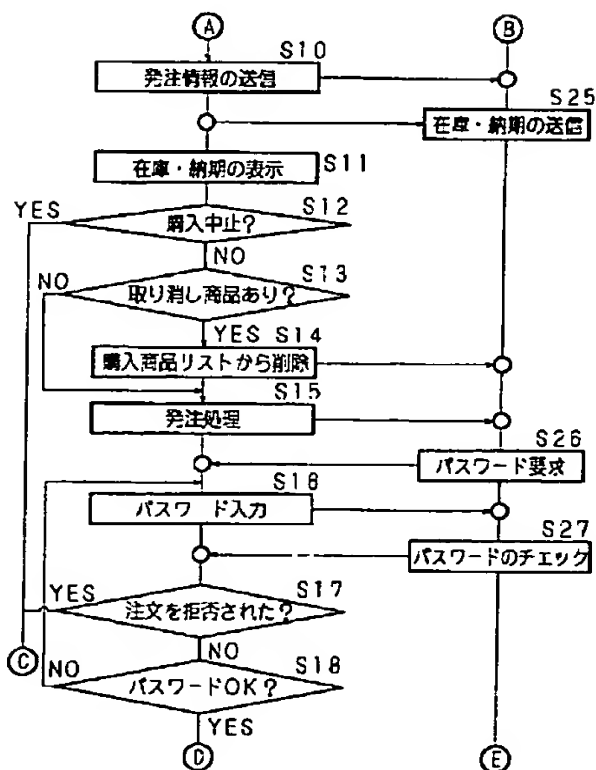 A
B
S10
発注情報の送信
S25
在庫・納期の送信
在庫・納期の表示
S11
YES
S12
購入中止?
NO
S13
NO
取り消し商品あり?
YES S14
購入商品リストから削除
S15
発注処理
S26
パスワード要求
S16
パスワード入力
S27
パスワードのチェック
S17
YES
注文を拒否された?
C
NO
S18
NO
パスワードOK?
YES
D
E